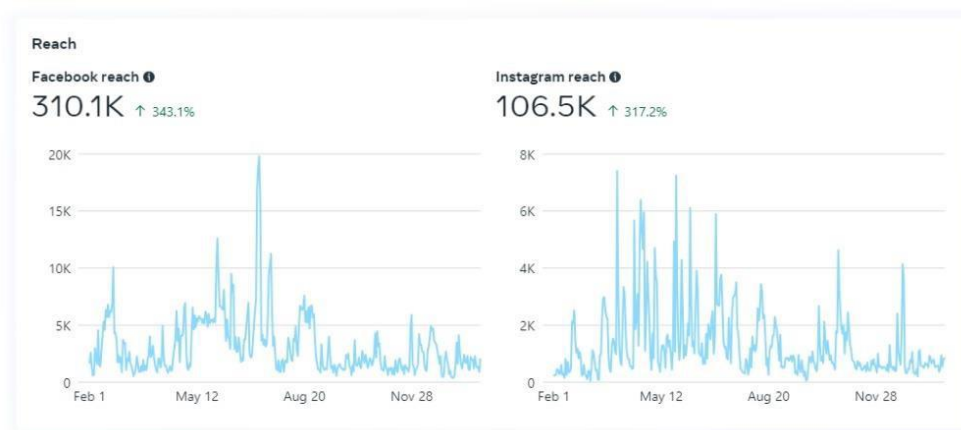 Reach
Facebook reach
310.1K ↑ 343.1%
20K
15K
10K
5K
0
Feb 1 May 12 Aug 20 Nov 28
Instagram reach
106.5K ↑ 317.2%
8K
6K
4K
2K
0
Feb 1 May 12 Aug 20 Nov 28